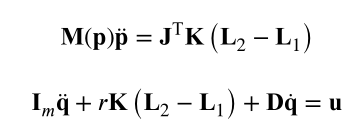 M(p)p̈ = JᵀK (L₂ − L₁)
Iₘq̈ + rK (L₂ − L₁) + Dq̇ = u